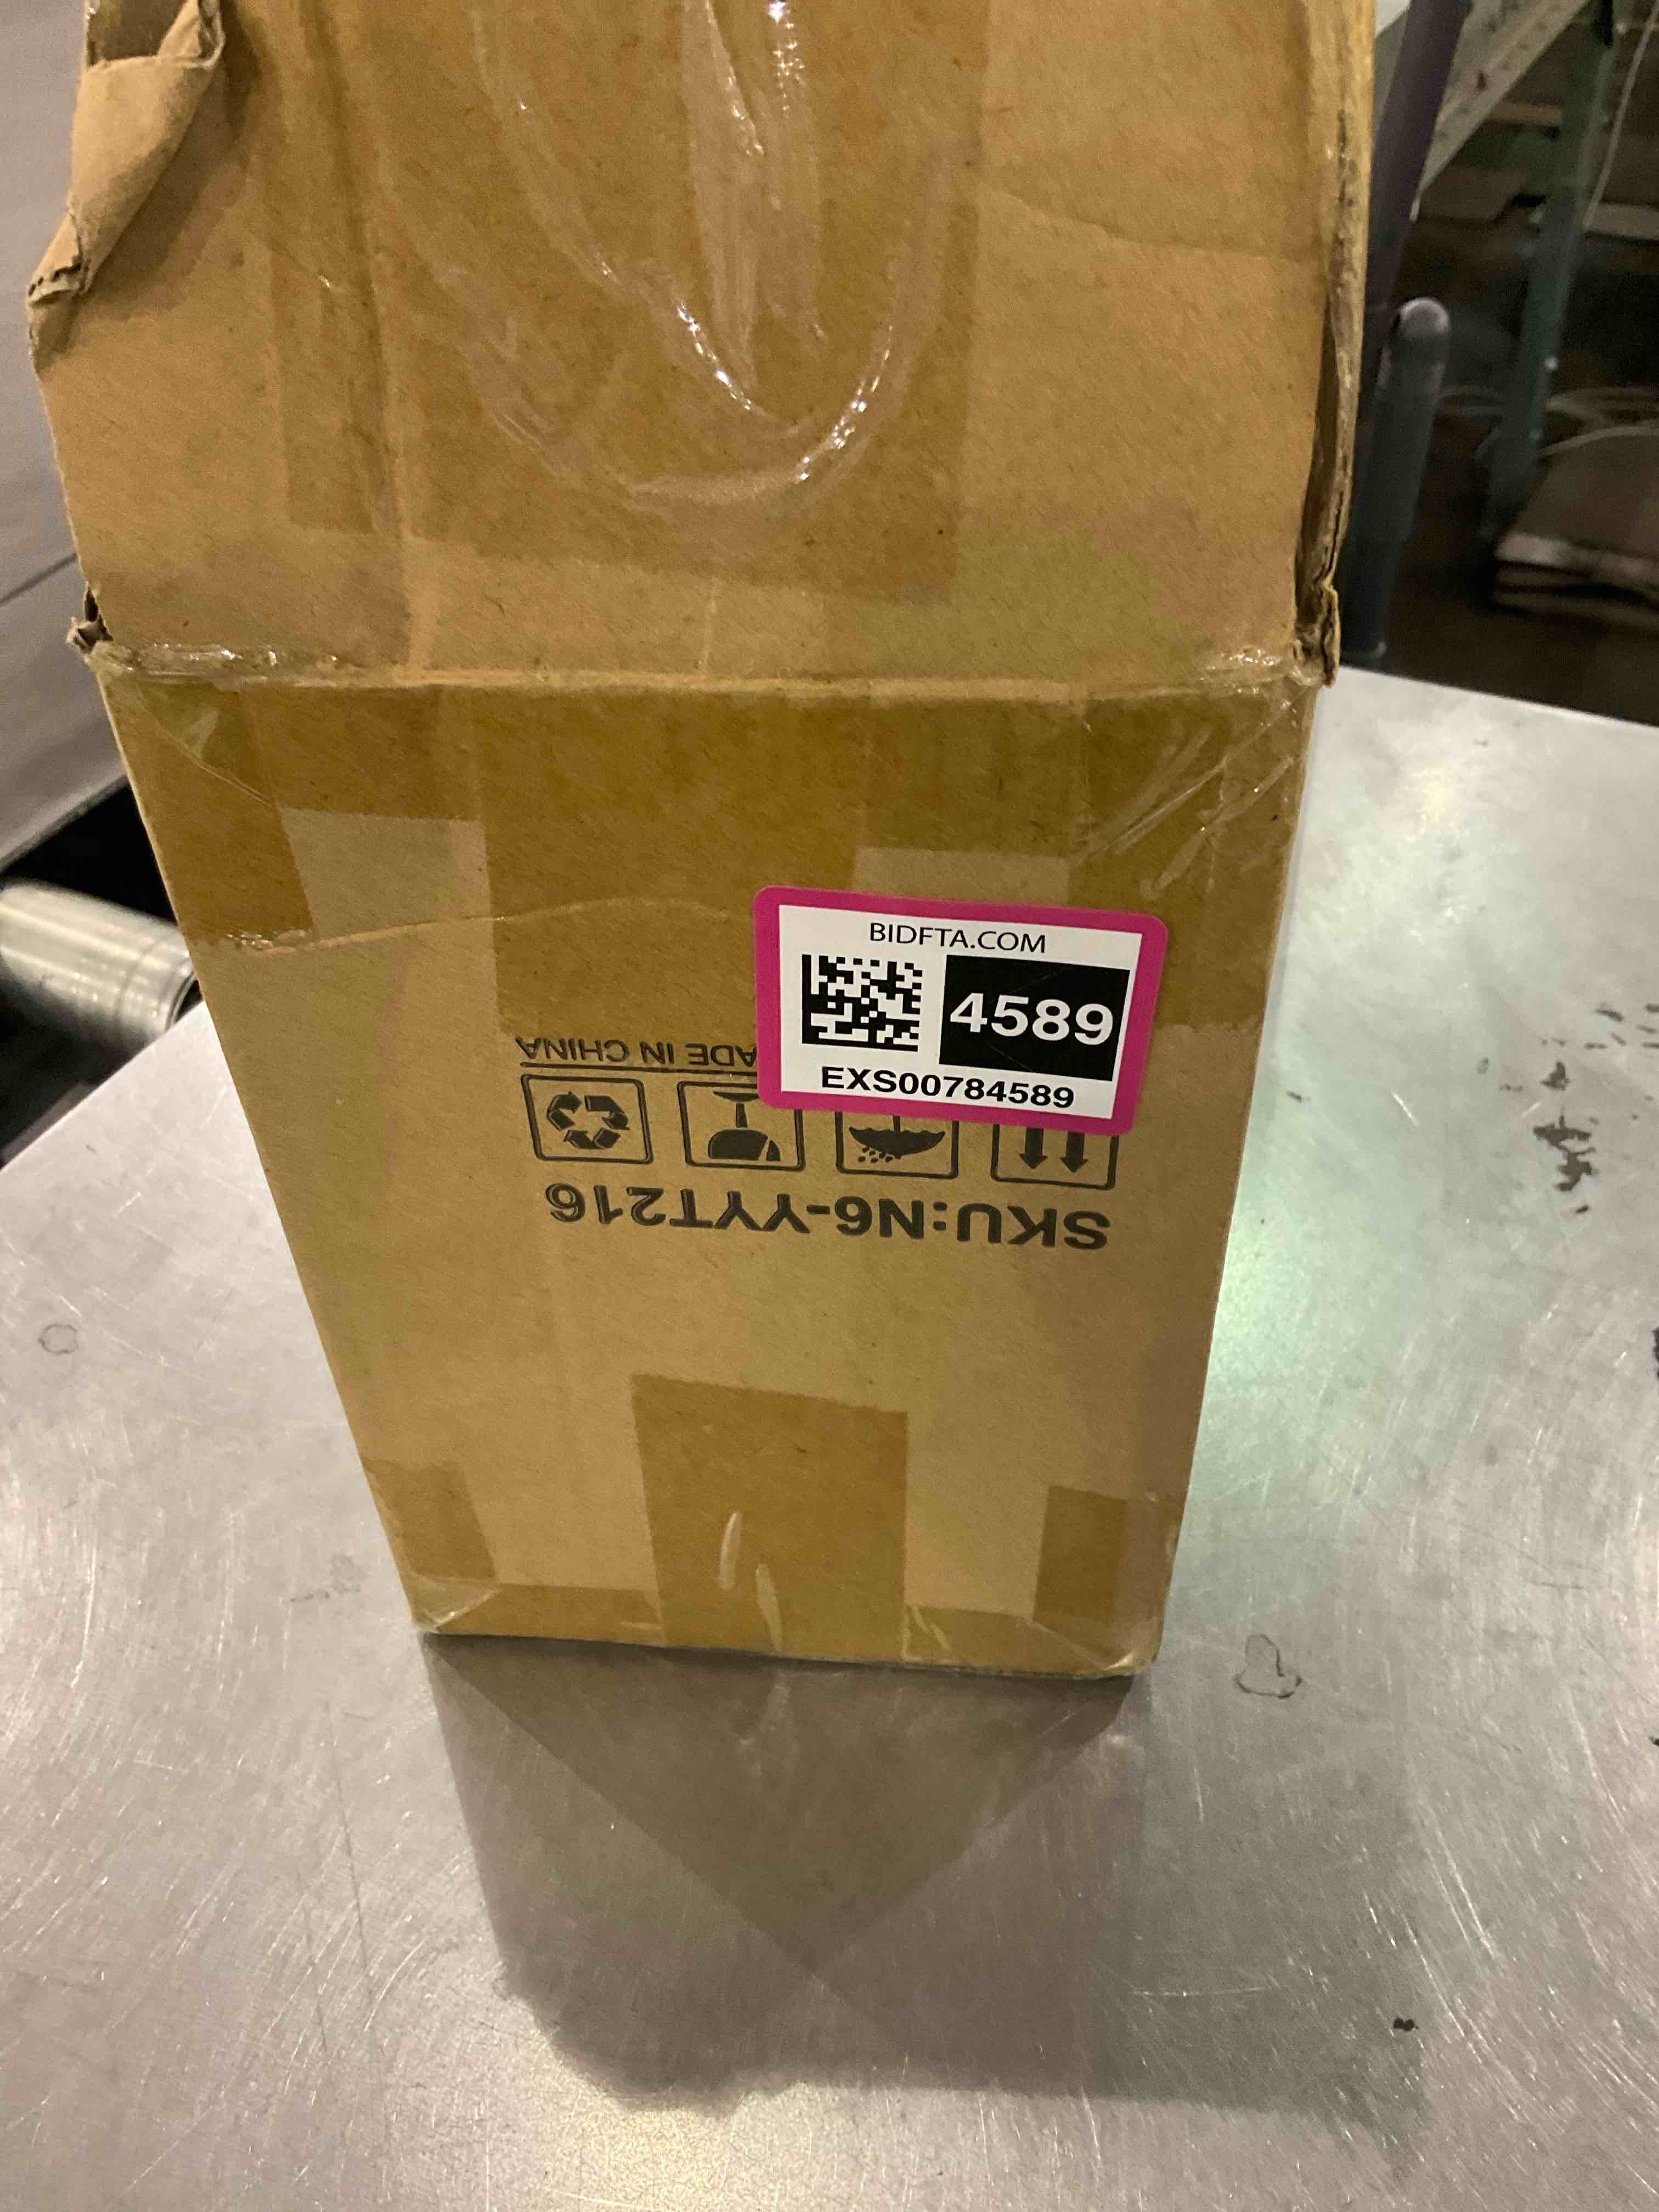 BIDFTA.COM
4589
EXS00784589
ADE IN CHINA
SKU:N6-YYT216